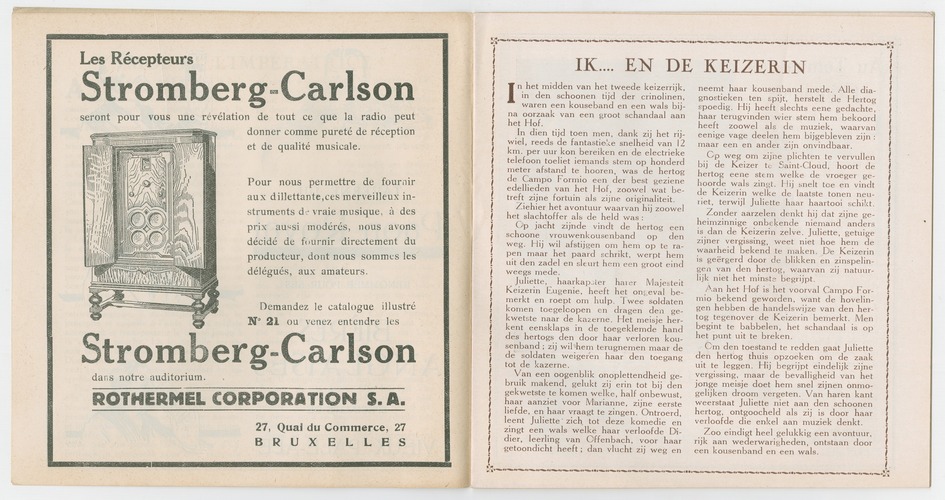 Les Récepteurs
Stromberg-Carlson
seront pour vous une révélation de tout ce que la radio peut
donner comme pureté de réception
et de qualité musicale.
Pour nous permettre de fournir
aux dillettante,ces merveilleux in-
struments de vraie musique, à des
prix aussi modérés, nous avons
décidé de fournir directement du
producteur, dont nous sommes les
délégués, aux amateurs.
Demandez le catalogue illustré
N° 21 ou venez entendre les
Stromberg-Carlson
dans notre auditorium.
ROTHERMEL CORPORATION S.A.
27, Quai du Commerce, 27
BRUXELLES
IK.... EN DE KEIZERIN
In het midden van het tweede keizerrijk,
in den schoonen tijd der crinolinen,
waren een kouseband en een wals bij-
na oorzaak van een groot schandaal aan
het Hof.
In dien tijd toen men, dank zij het rij-
wiel, reeds de fantastieke snelheid van 12
km. per uur kon bereiken en de electrieke
telefoon toeliet iemands stem op honderd
meter afstand te hooren, was de hertog
de Campo Formio een der best geziene
edellieden van het Hof, zoowel wat be-
treft zijne fortuin als zijne originaliteit.
Ziehier het avontuur waarvan hij zoowel
het slachtoffer als de held was :
Op jacht zijnde vindt de hertog een
schoone vrouwenkousenband op den
weg. Hij wil afstijgen om hem op te ra-
pen maar het paard schrikt, werpt hem
uit den zadel en sleurt hem een groot eind
weegs mede.
Juliette, haarkapster harer Majesteit
Keizerin Eugenie, heeft het ongeval be-
merkt en roept om hulp. Twee soldaten
komen toegeloopen en dragen den ge-
kwetste naar de kazerne. Het meisje her-
kent eensklaps in de toegeklemde hand
des hertogs den door haar verloren kou-
senband ; zij wil hem terugnemen maar de
de soldaten weigeren haar den toegang
tot de kazerne.
Van een oogenblik onoplettendheid ge-
bruik makend, gelukt zij erin tot bij den
gekwetste te komen welke, half onbewust,
haar aanziet voor Marianne, zijne eerste
liefde, en haar vraagt te zingen. Ontroerd,
leent Juliette zich tot deze komedie en
zingt een wals welke haar verloofde Di-
dier, leerling van Offenbach, voor haar
getoondicht heeft ; dan vlucht zij weg en
neemt haar kousenband mede. Alle dia-
gnostieken ten spijt, herstelt de Hertog
spoedig. Hij heeft slechts eene gedachte,
haar terugvinden wier stem hem bekoord
heeft zoowel als de muziek, waarvan
eenige vage deelen hem bijgebleven zijn :
maar een en ander zijn onvindbaar.
Op weg om zijne plichten te vervullen
bij de Keizer te Saint-Cloud, hoort de
hertog eene stem welke de vroeger ge-
hoorde wals zingt. Hij snelt toe en vindt
de Keizerin welke de laatste tonen neu-
riet, terwijl Juliette haar haartooi schikt.
Zonder aarzelen denkt hij dat zijne ge-
heimzinnige onbekende niemand anders
is dan de Keizerin zelve. Juliette, getuige
zijner vergissing, weet niet hoe hem de
waarheid bekend te maken. De Keizerin
is geërgerd door de blikken en zinspelin-
gen van den hertog, waarvan zij natuur-
lijk niet het minste begrijpt.
Aan het Hof is het voorval Campo For-
mio bekend geworden, want de hovelin-
gen hebben de handelswijze van den her-
tog tegenover de Keizerin bemerkt. Men
begint te babbelen, het schandaal is op
het punt uit te breken.
Om den toestand te redden gaat Juliette
den hertog thuis opzoeken om de zaak
uit te leggen. Hij begrijpt eindelijk zijne
vergissing, maar de bevalligheid van het
jonge meisje doet hem snel zijnen onmo-
gelijken droom vergeten. Van haren kant
weerstaat Juliette niet aan den schoonen
hertog, ontgoocheld als zij is door haar
verloofde die enkel aan muziek denkt.
Zoo eindigt heel gelukkig een avontuur,
rijk aan wederwarigheden, ontstaan door
een kousenband en een wals.